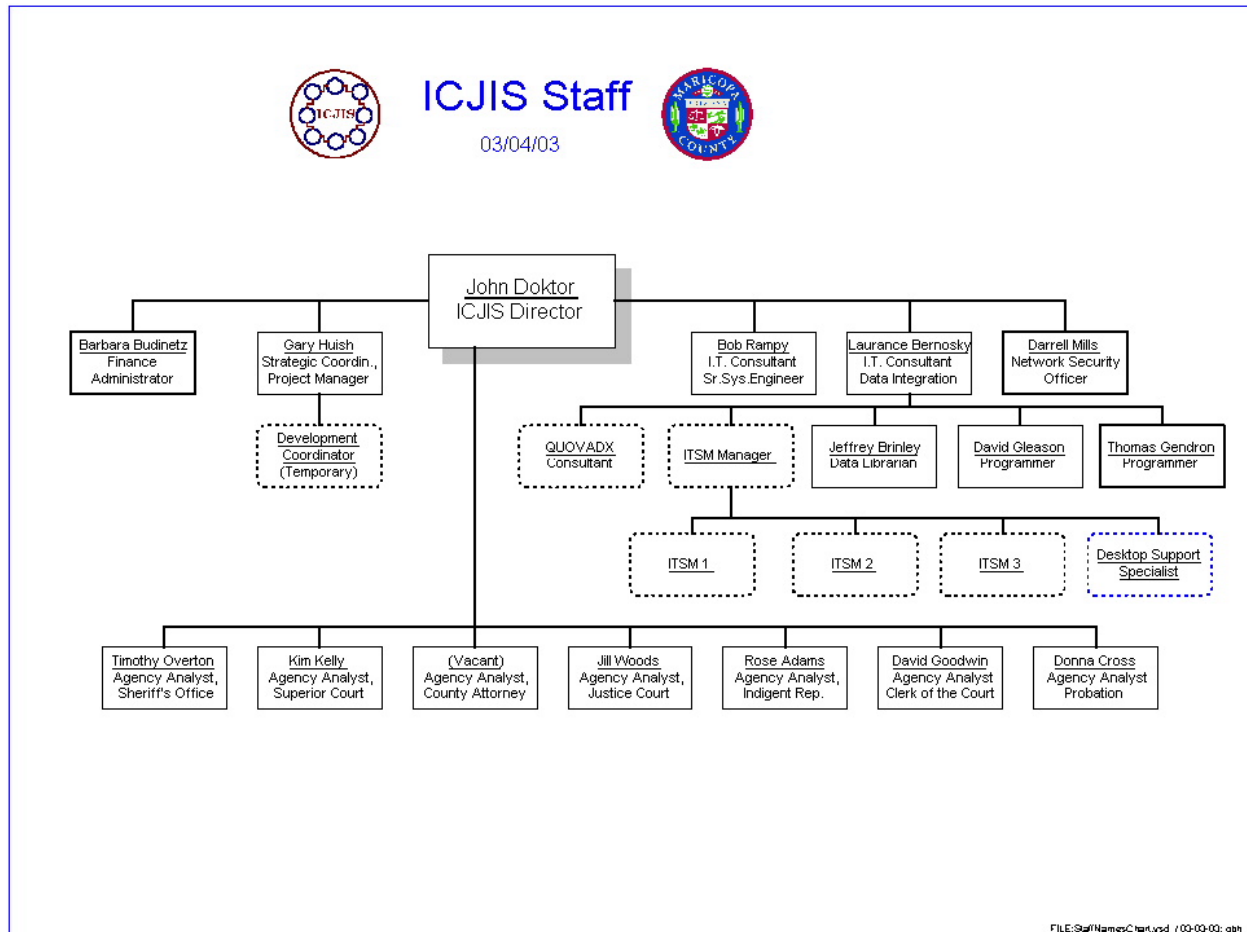 ICJIS
ICJIS Staff
03/04/03
MARICOPA
COUNTY
John Doktor
ICJIS Director
Barbara Budinetz
Finance
Administrator
Gary Huish
Strategic Coordin.,
Project Manager
Bob Rampy
I.T. Consultant
Sr.Sys.Engineer
Laurance Bernosky
I.T. Consultant
Data Integration
Darrell Mills
Network Security
Officer
Development
Coordinator
(Temporary)
QUOVADX
Consultant
ITSM Manager
Jeffrey Brinley
Data Librarian
David Gleason
Programmer
Thomas Gendron
Programmer
ITSM 1
ITSM 2
ITSM 3
Desktop Support
Specialist
Timothy Overton
Agency Analyst,
Sheriff's Office
Kim Kelly
Agency Analyst,
Superior Court
(Vacant)
Agency Analyst,
County Attorney
Jill Woods
Agency Analyst,
Justice Court
Rose Adams
Agency Analyst,
Indigent Rep.
David Goodwin
Agency Analyst
Clerk of the Court
Donna Cross
Agency Analyst
Probation
FILE:StaffNamesChart.vsd